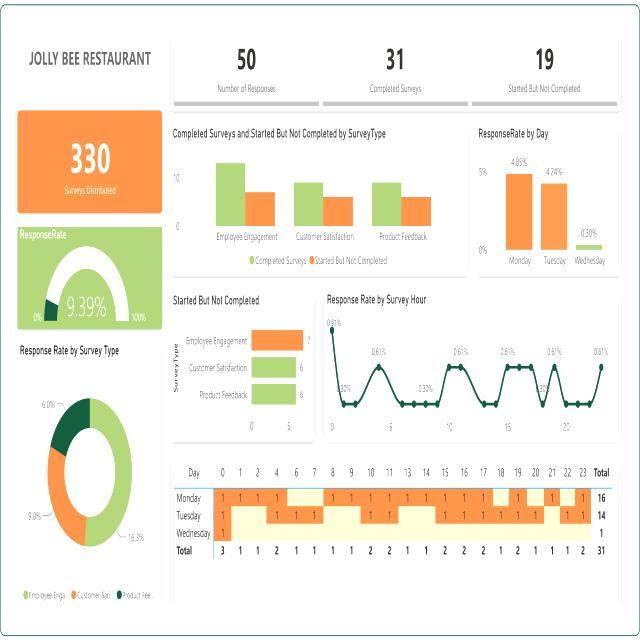 JOLLY BEE RESTAURANT
50
Number of Responses
31
Completed Surveys
19
Started But Not Completed
330
Surveys Distributed
Completed Surveys and Started But Not Completed by SurveyType
10
0
Employee Engagement Customer Satisfaction Product Feedback
Completed Surveys Started But Not Completed
ResponseRate by Day
5%
0%
4.85%
4.24%
0.30%
Monday Tuesday Wednesday
ResponseRate
9.39%
0% 100%
Started But Not Completed
SurveyType
Employee Engagement 7
Customer Satisfaction 6
Product Feedback 6
0 5
Response Rate by Survey Hour
0.91%
0.61% 0.61% 0.61% 0.61% 0.61%
0.30% 0.30% 0.30%
0 5 10 15 20
Response Rate by Survey Type
6.0%
9.0%
16.3%
Employee Enga... Customer Sati... Product Fee...
Day 0 1 2 4 6 7 8 9 10 11 13 14 15 16 17 18 19 20 21 22 23 Total
Monday 1 1 1 1 1 1 1 1 1 1 1 1 1 1 1 1 16
Tuesday 1 1 1 1 1 1 1 1 1 1 1 1 1 1 14
Wednesday 1 1
Total 3 1 1 2 1 1 1 1 2 2 1 1 2 2 2 1 2 1 1 1 2 31